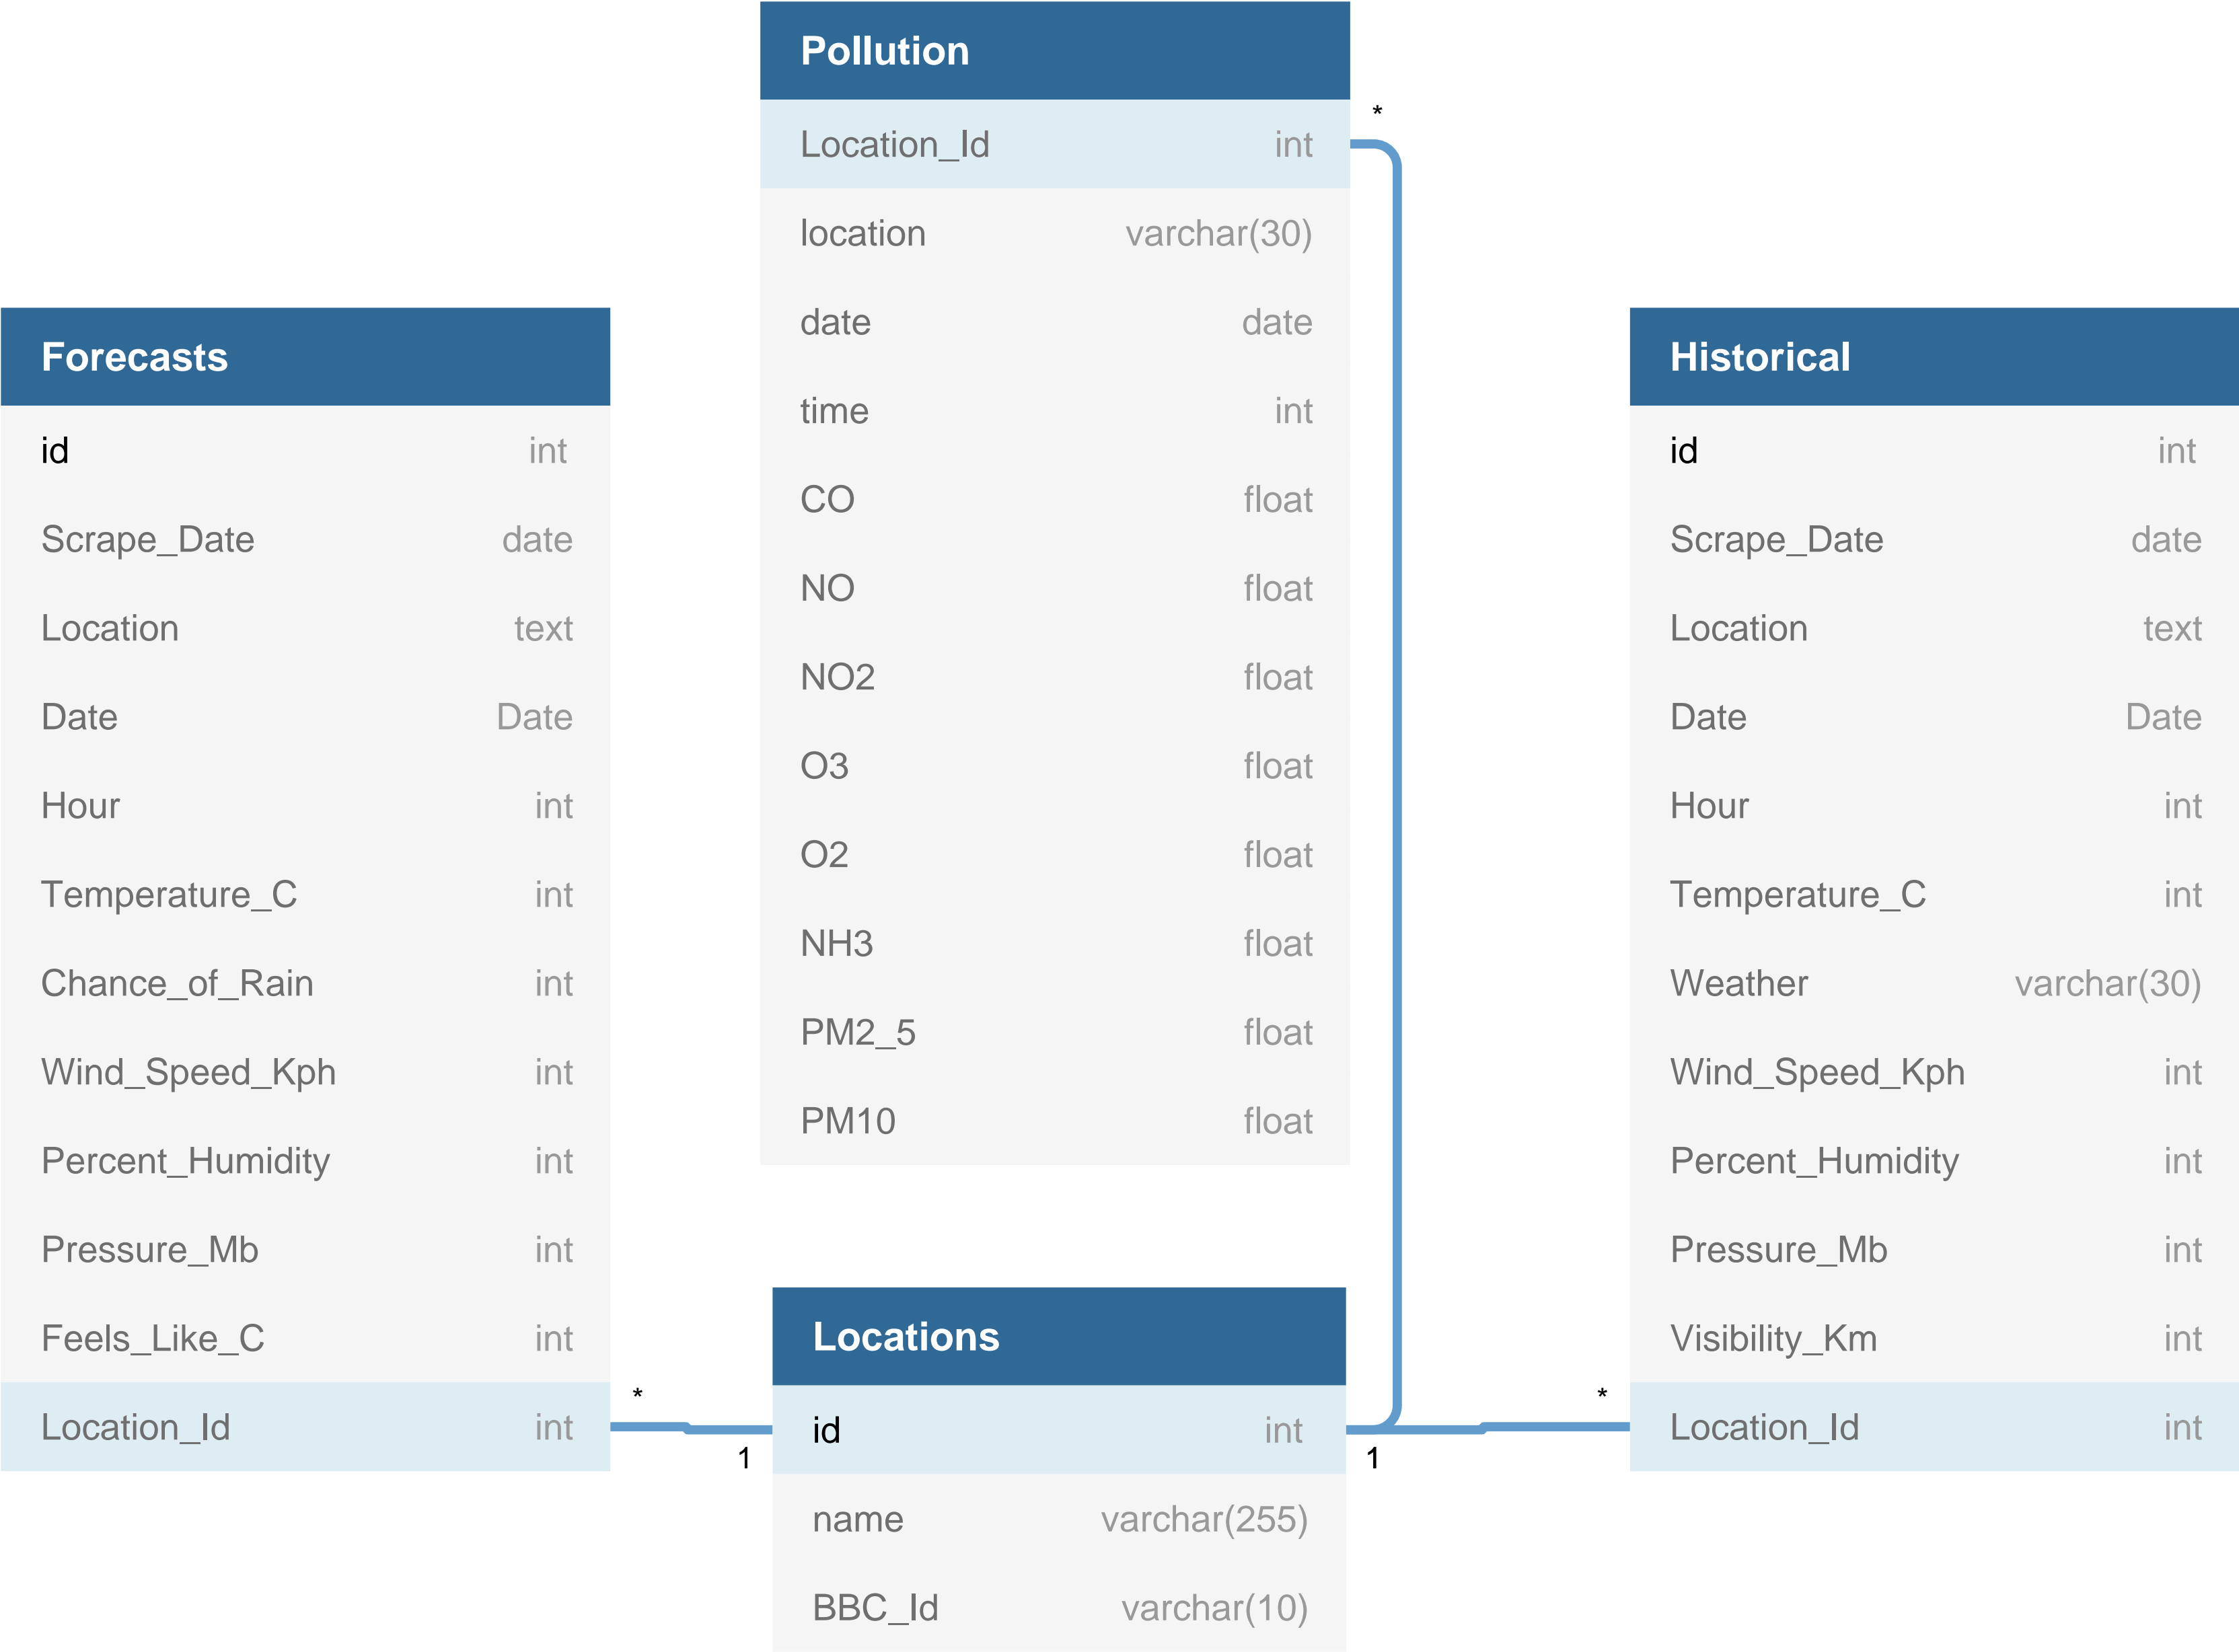 Pollution
Location_Id int
location varchar(30)
date date
time int
CO float
NO float
NO2 float
O3 float
O2 float
NH3 float
PM2_5 float
PM10 float
*
Forecasts
id int
Scrape_Date date
Location text
Date Date
Hour int
Temperature_C int
Chance_of_Rain int
Wind_Speed_Kph int
Percent_Humidity int
Pressure_Mb int
Feels_Like_C int
Location_Id int
*
1
Locations
id int
name varchar(255)
BBC_Id varchar(10)
1
*
Historical
id int
Scrape_Date date
Location text
Date Date
Hour int
Temperature_C int
Weather varchar(30)
Wind_Speed_Kph int
Percent_Humidity int
Pressure_Mb int
Visibility_Km int
Location_Id int